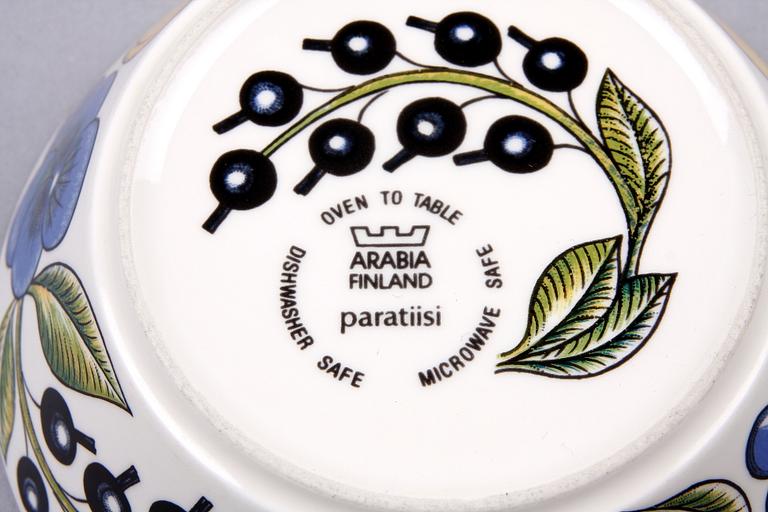 OVEN TO TABLE
ARABIA
FINLAND
paratiisi
DISHWASHER SAFE
MICROWAVE SAFE